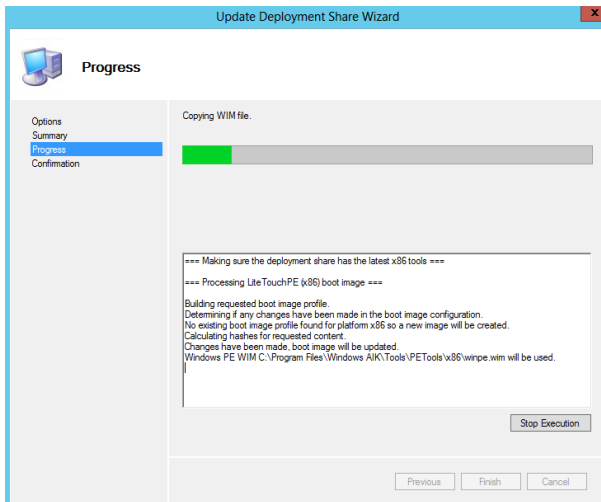 Update Deployment Share Wizard
x
Progress
Options
Summary
Progress
Confirmation
Copying WIM file.
=== Making sure the deployment share has the latest x86 tools ===
=== Processing LiteTouchPE (x86) boot image ===
Building requested boot image profile.
Determining if any changes have been made in the boot image configuration.
No existing boot image profile found for platform x86 so a new image will be created.
Calculating hashes for requested content.
Changes have been made, boot image will be updated.
Windows PE WIM C:\Program Files\Windows AIK\Tools\PETools\x86\winpe.wim will be used.
Stop Execution
Previous
Finish
Cancel